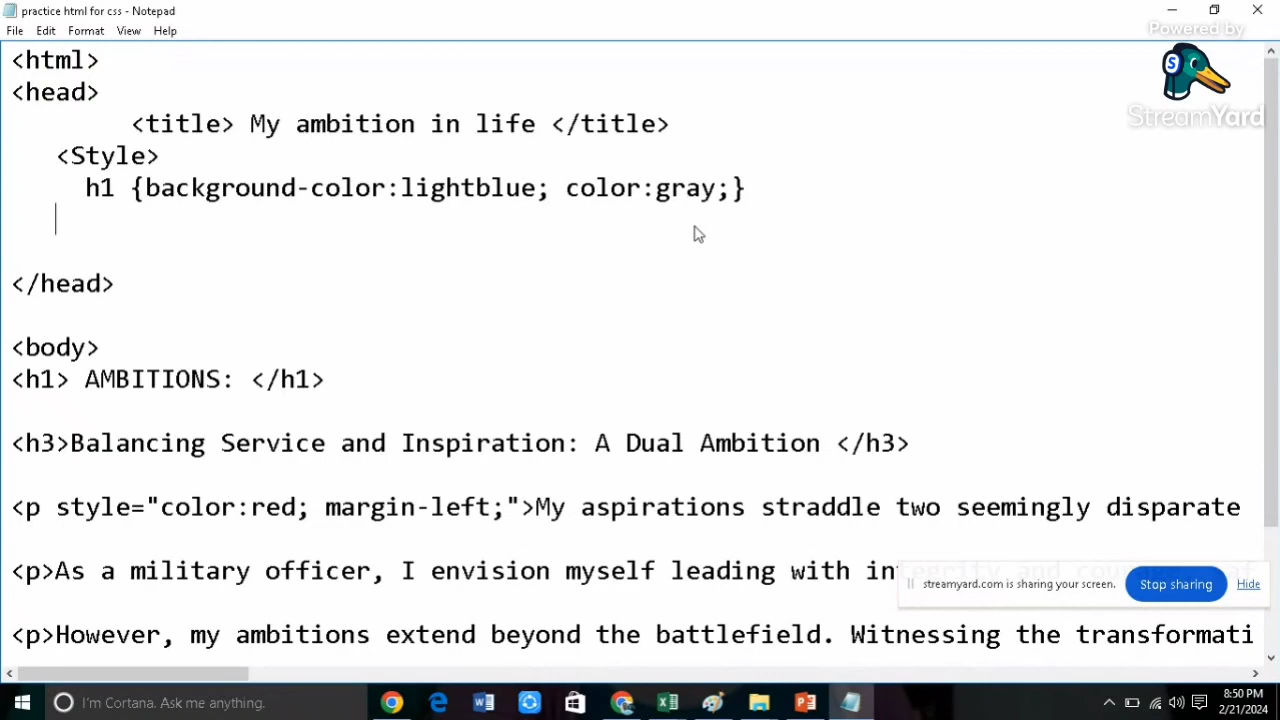 practice html for css - Notepad
File Edit Format View Help
Powered by
StreamYard
<html>
<head>
<title> My ambition in life </title>
<Style>
h1 {background-color:lightblue; color:gray;}
</head>
<body>
<h1> AMBITIONS: </h1>
<h3>Balancing Service and Inspiration: A Dual Ambition </h3>
<p style="color:red; margin-left;">My aspirations straddle two seemingly disparate
<p>As a military officer, I envision myself leading with integrity and courage
streamyard.com is sharing your screen. Stop sharing Hide
<p>However, my ambitions extend beyond the battlefield. Witnessing the transformati
I'm Cortana. Ask me anything.
8:50 PM
2/21/2024